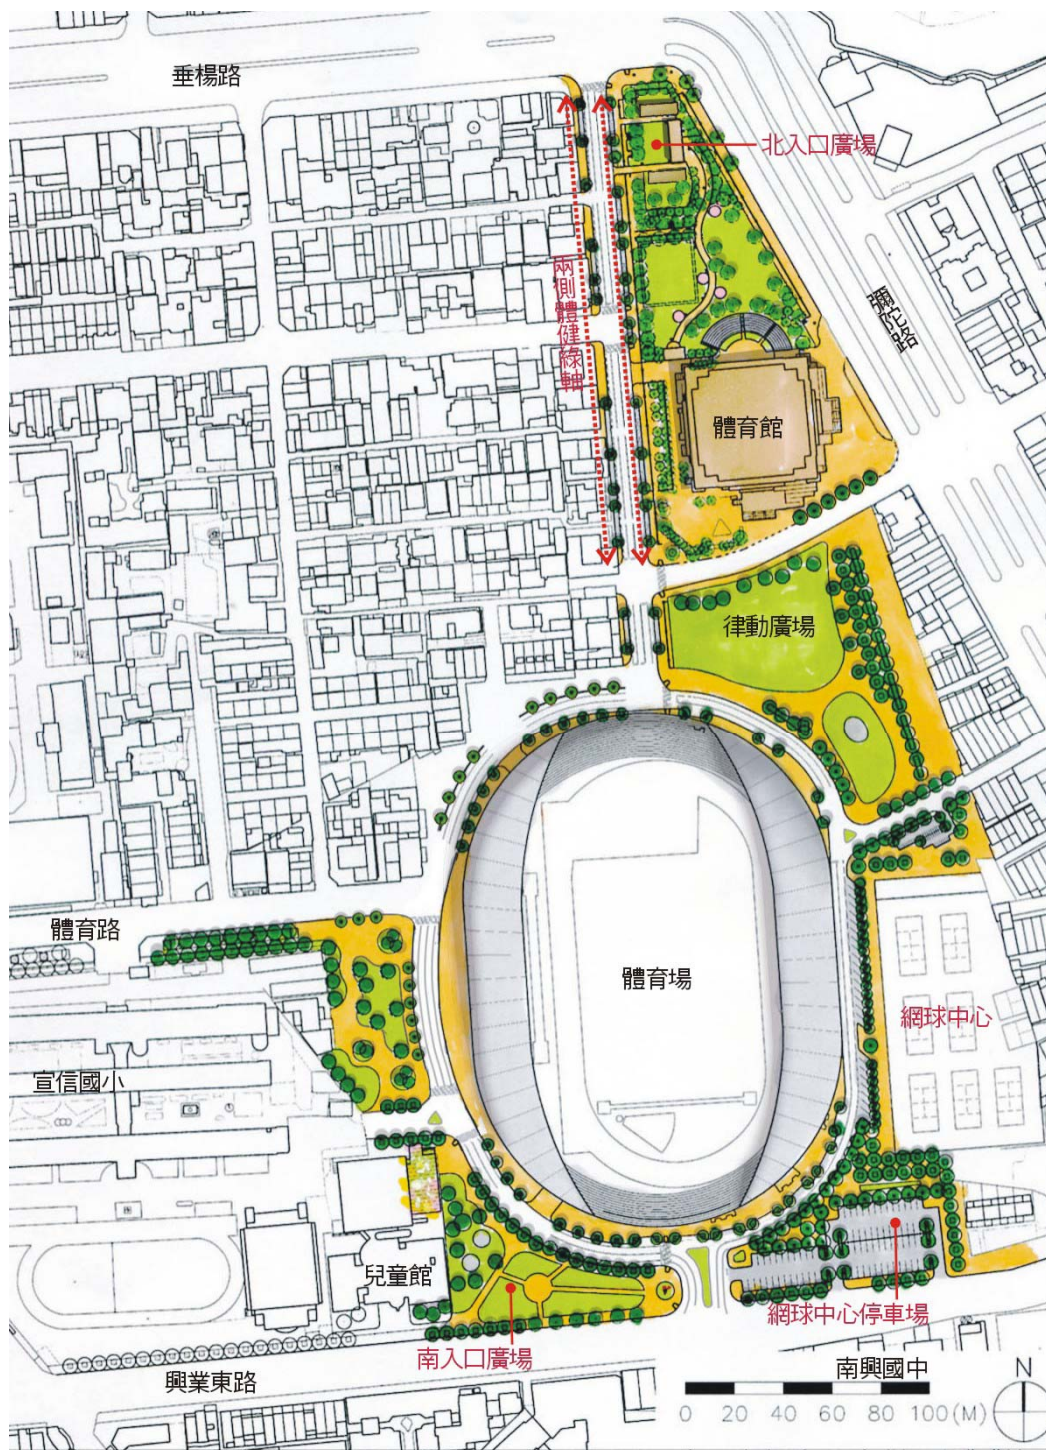 垂楊路
北入口廣場
兩側體健綠軸
彌陀路
體育館
律動廣場
體育路
體育場
網球中心
宣信國小
兒童館
網球中心停車場
南入口廣場
南興國中
興業東路
N
0 20 40 60 80 100 (M)